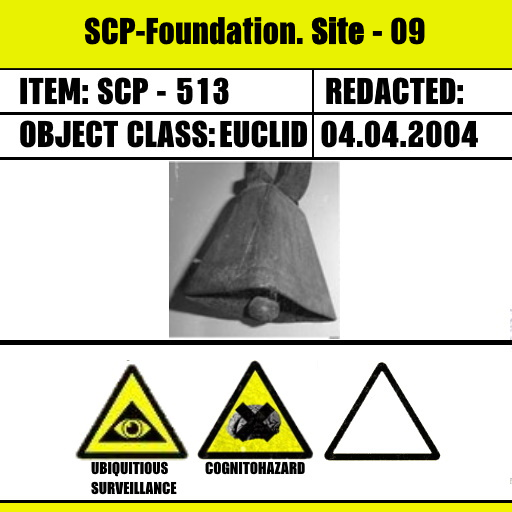 SCP-Foundation. Site - 09
ITEM: SCP - 513
REDACTED:
OBJECT CLASS: EUCLID
04.04.2004
UBIQUITIOUS
SURVEILLANCE
COGNITOHAZARD